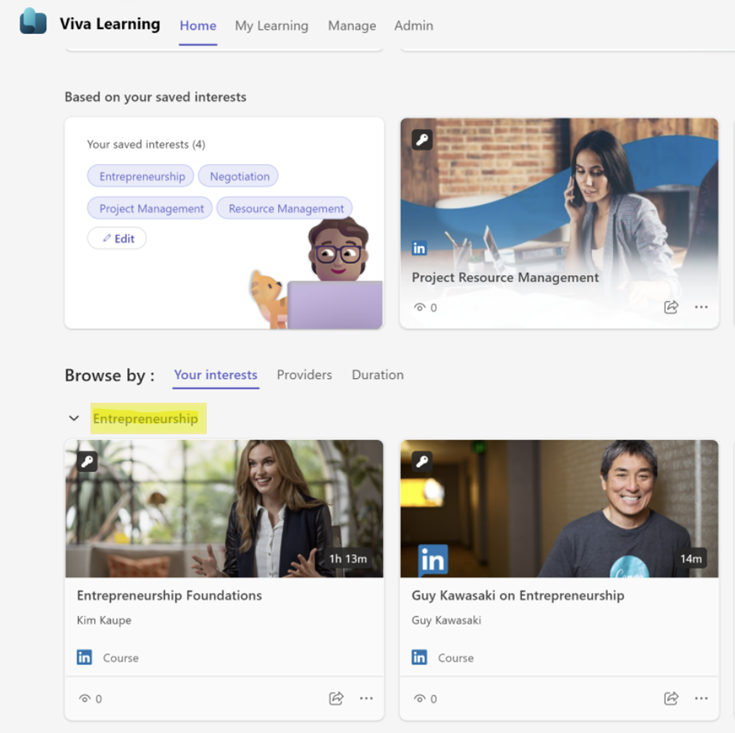 Viva Learning Home My Learning Manage Admin
Based on your saved interests
Your saved interests (4)
Entrepreneurship Negotiation
Project Management Resource Management
Edit
in
Project Resource Management
0
Browse by : Your interests Providers Duration
Entrepreneurship
1h 13m
in
14m
Entrepreneurship Foundations
Kim Kaupe
in Course
0
Guy Kawasaki on Entrepreneurship
Guy Kawasaki
in Course
0